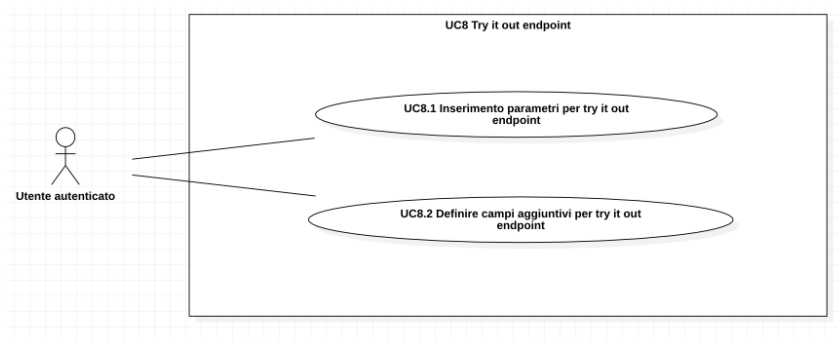 UC8 Try it out endpoint
UC8.1 Inserimento parametri per try it out
endpoint
Utente autenticato
UC8.2 Definire campi aggiuntivi per try it out
endpoint